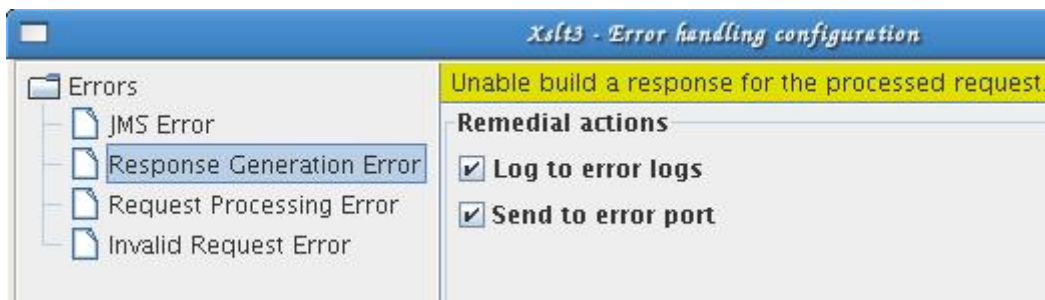 Xslt3 - Error handling configuration
Errors
JMS Error
Response Generation Error
Request Processing Error
Invalid Request Error
Unable build a response for the processed request.
Remedial actions
Log to error logs
Send to error port